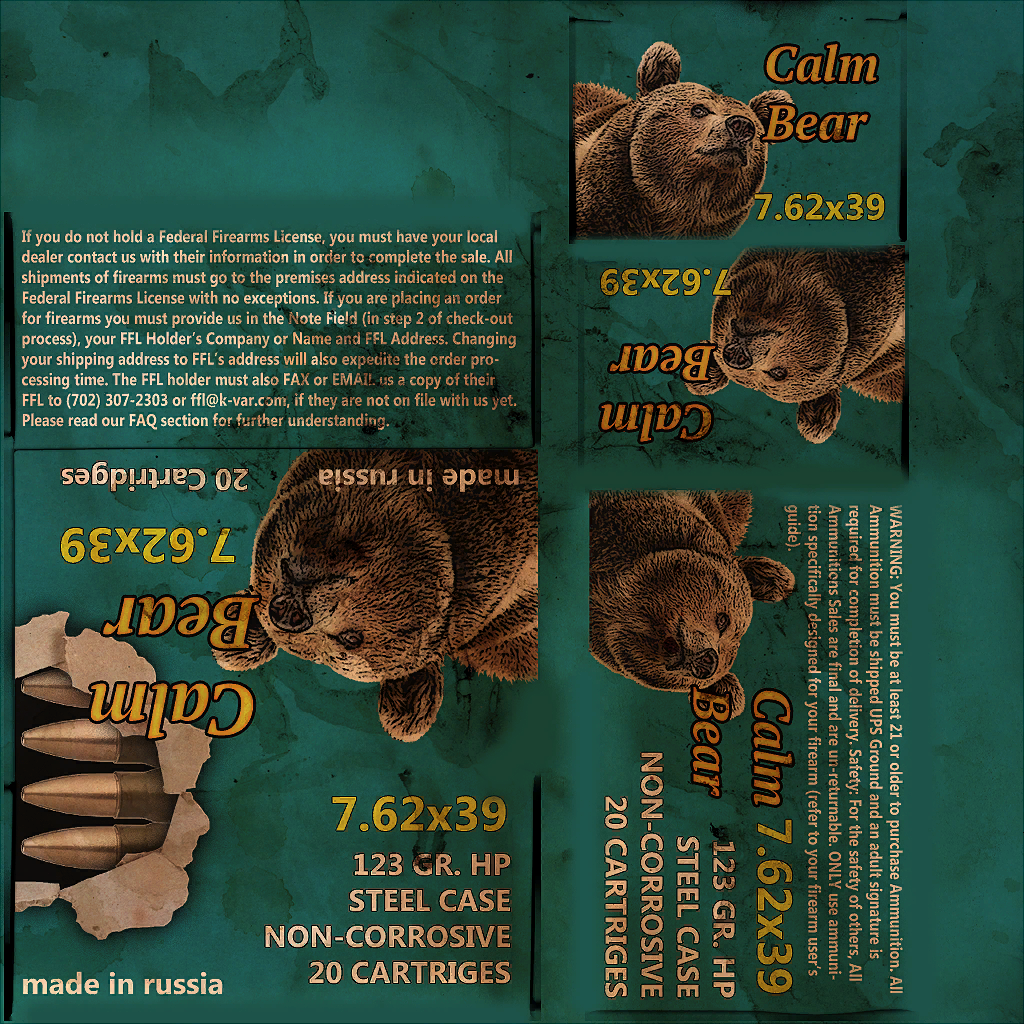 Calm
Bear
7.62x39
If you do not hold a Federal Firearms License, you must have your local
dealer contact us with their information in order to complete the sale. All
shipments of firearms must go to the premises address indicated on the
Federal Firearms License with no exceptions. If you are placing an order
for firearms you must provide us in the Note Field (in step 2 of check-out
process), your FFL Holder's Company or Name and FFL Address. Changing
your shipping address to FFL's address will also expedite the order pro-
cessing time. The FFL holder must also FAX or EMAIL us a copy of their
FFL to (702) 307-2303 or ffl@k-var.com, if they are not on file with us yet.
Please read our FAQ section for further understanding.
Calm
Bear
7.62x39
Calm
Bear
7.62x39
made in russia
20 Cartridges
7.62x39
123 GR. HP
STEEL CASE
NON-CORROSIVE
20 CARTRIGES
made in russia
WARNING: You must be at least 21 or older to purchase Ammunition. All
Ammunition must be shipped UPS Ground and an adult signature is
required for completion of delivery. Safety: For the safety of others, All
Ammunitions Sales are final and are un-returnable. ONLY use ammuni-
tion specifically designed for your firearm (refer to your firearm user's
guide).
Calm 7.62x39
Bear
123 GR. HP
STEEL CASE
NON-CORROSIVE
20 CARTRIGES